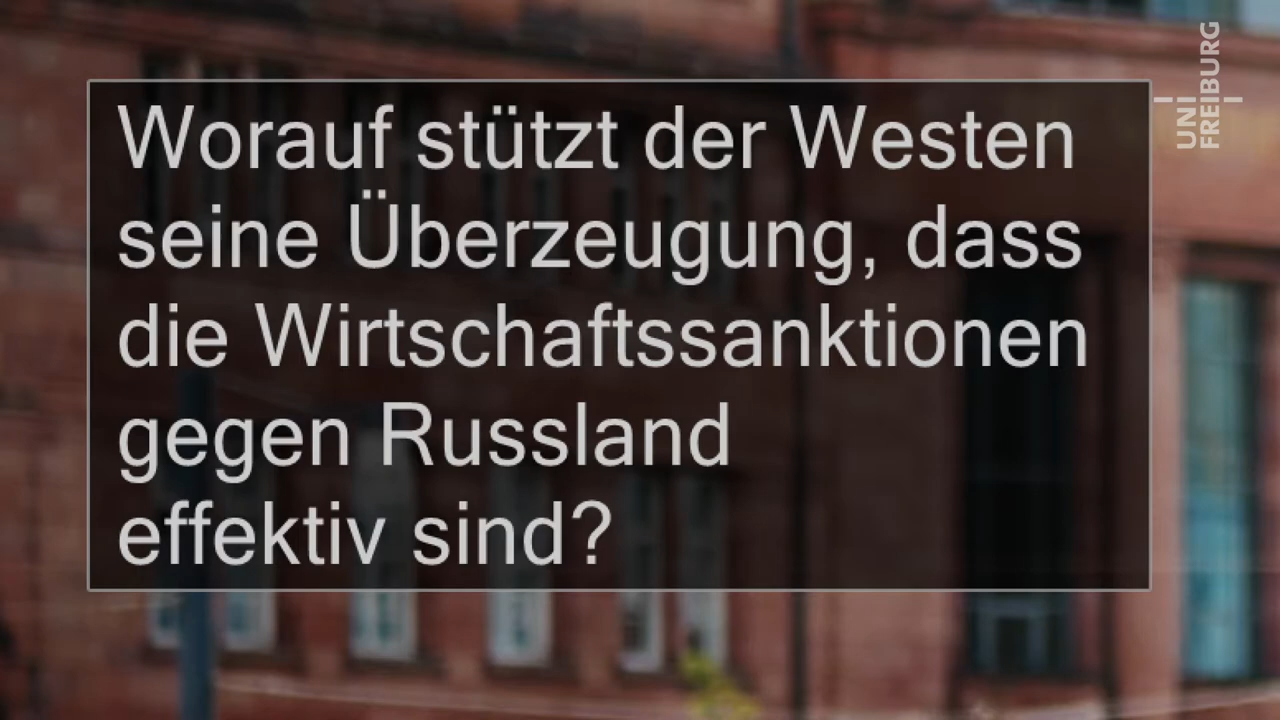 Worauf stützt der Westen
seine Überzeugung, dass
die Wirtschaftssanktionen
gegen Russland
effektiv sind?
UNI
FREIBURG